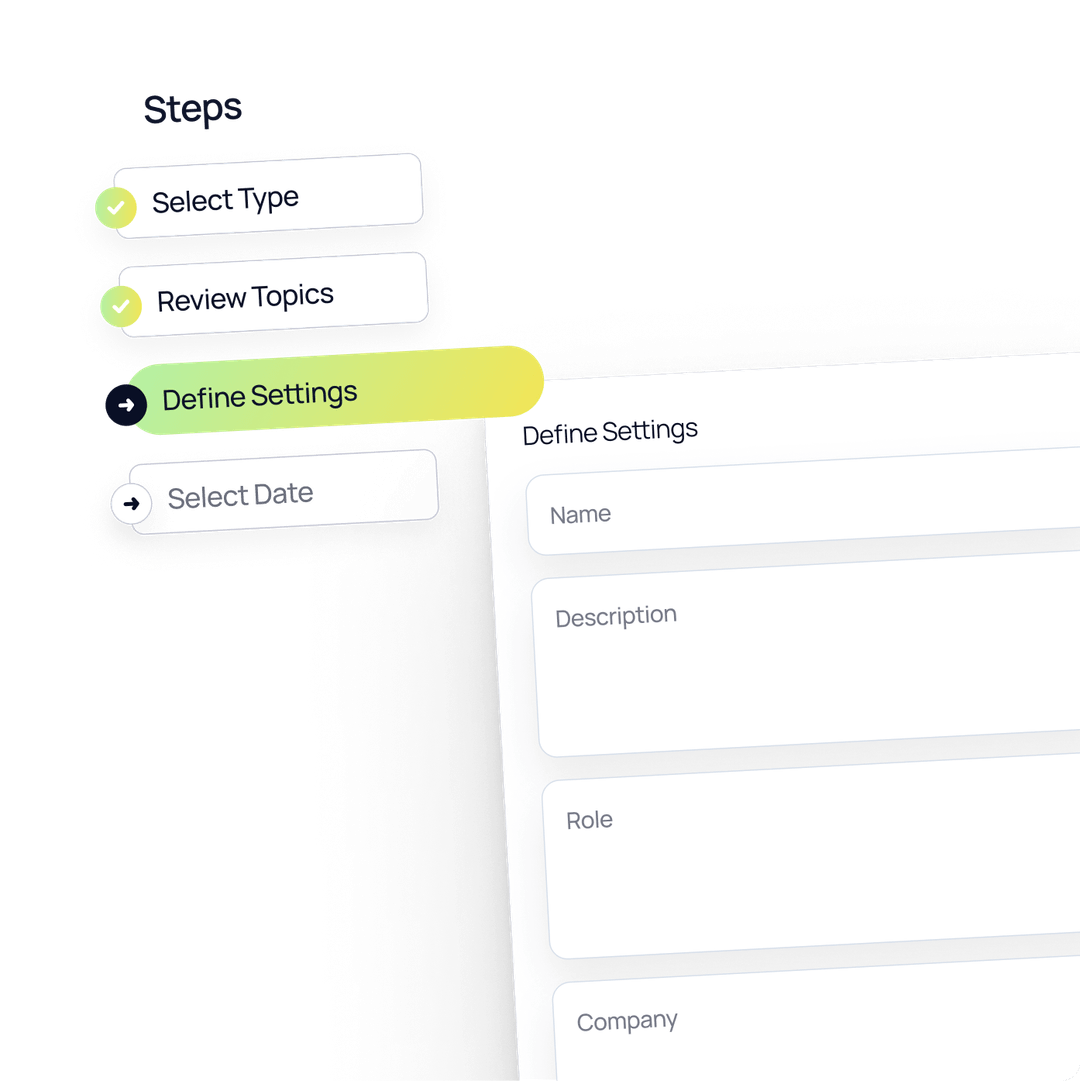 Steps
Select Type
Review Topics
Define Settings
Select Date
Define Settings
Name
Description
Role
Company